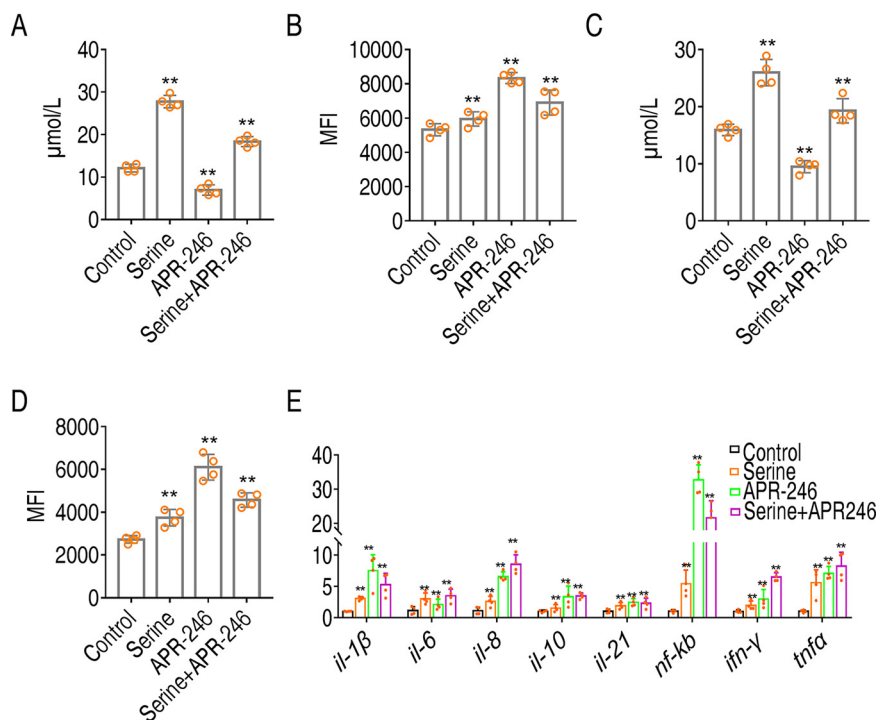 A
µmol/L
40
30
20
10
0
**
**
**
Control
Serine
APR-246
Serine+APR-246
B
MFI
10000
8000
6000
4000
2000
0
**
**
**
Control
Serine
APR-246
Serine+APR-246
C
µmol/L
30
20
10
0
**
**
**
Control
Serine
APR-246
Serine+APR-246
D
MFI
8000
6000
4000
2000
0
**
**
**
Control
Serine
APR-246
Serine+APR-246
E
40
30
20
10
5
0
Control
Serine
APR-246
Serine+APR246
** ** **
** ** **
** ** **
** ** **
** ** **
** ** **
** ** **
** ** **
il-1β
il-6
il-8
il-10
il-21
nf-kb
ifn-γ
tnfα